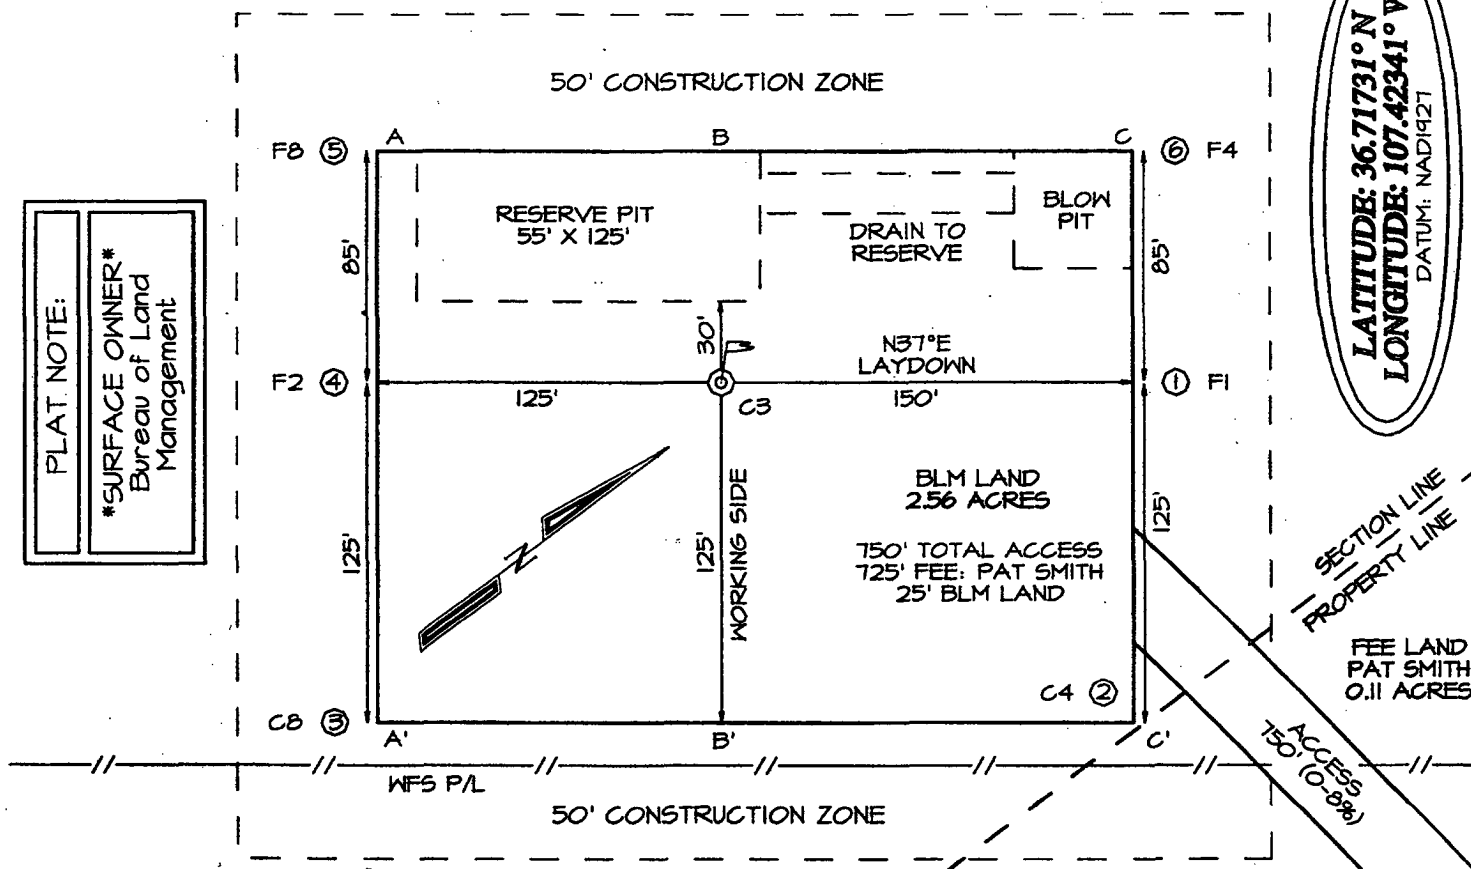 50' CONSTRUCTION ZONE
LATITUDE: 36.71731° N
LONGITUDE: 107.42341° W
DATUM: NAD1927
A
B
C
F8 ⑤
⑥ F4
RESERVE PIT
55' X 125'
DRAIN TO
RESERVE
BLOW
PIT
85'
85'
PLAT NOTE:
*SURFACE OWNER*
Bureau of Land
Management
30'
N37°E
LAYDOWN
F2 ④
① F1
125'
C3
150'
BLM LAND
2.56 ACRES
750' TOTAL ACCESS
725' FEE: PAT SMITH
25' BLM LAND
125'
N
125'
WORKING SIDE
125'
SECTION LINE
PROPERTY LINE
FEE LAND
PAT SMITH
0.11 ACRES
C8 ③
C4 ②
A'
B'
C'
WFS P/L
ACCESS
750' (0-8%)
50' CONSTRUCTION ZONE